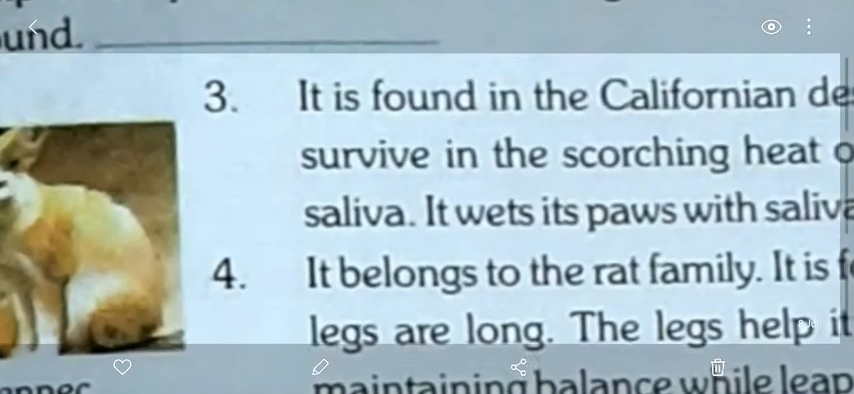 und.
3. It is found in the Californian de
survive in the scorching heat o
saliva. It wets its paws with saliva
4. It belongs to the rat family. It is f
legs are long. The legs help it
maintaining balance while leap